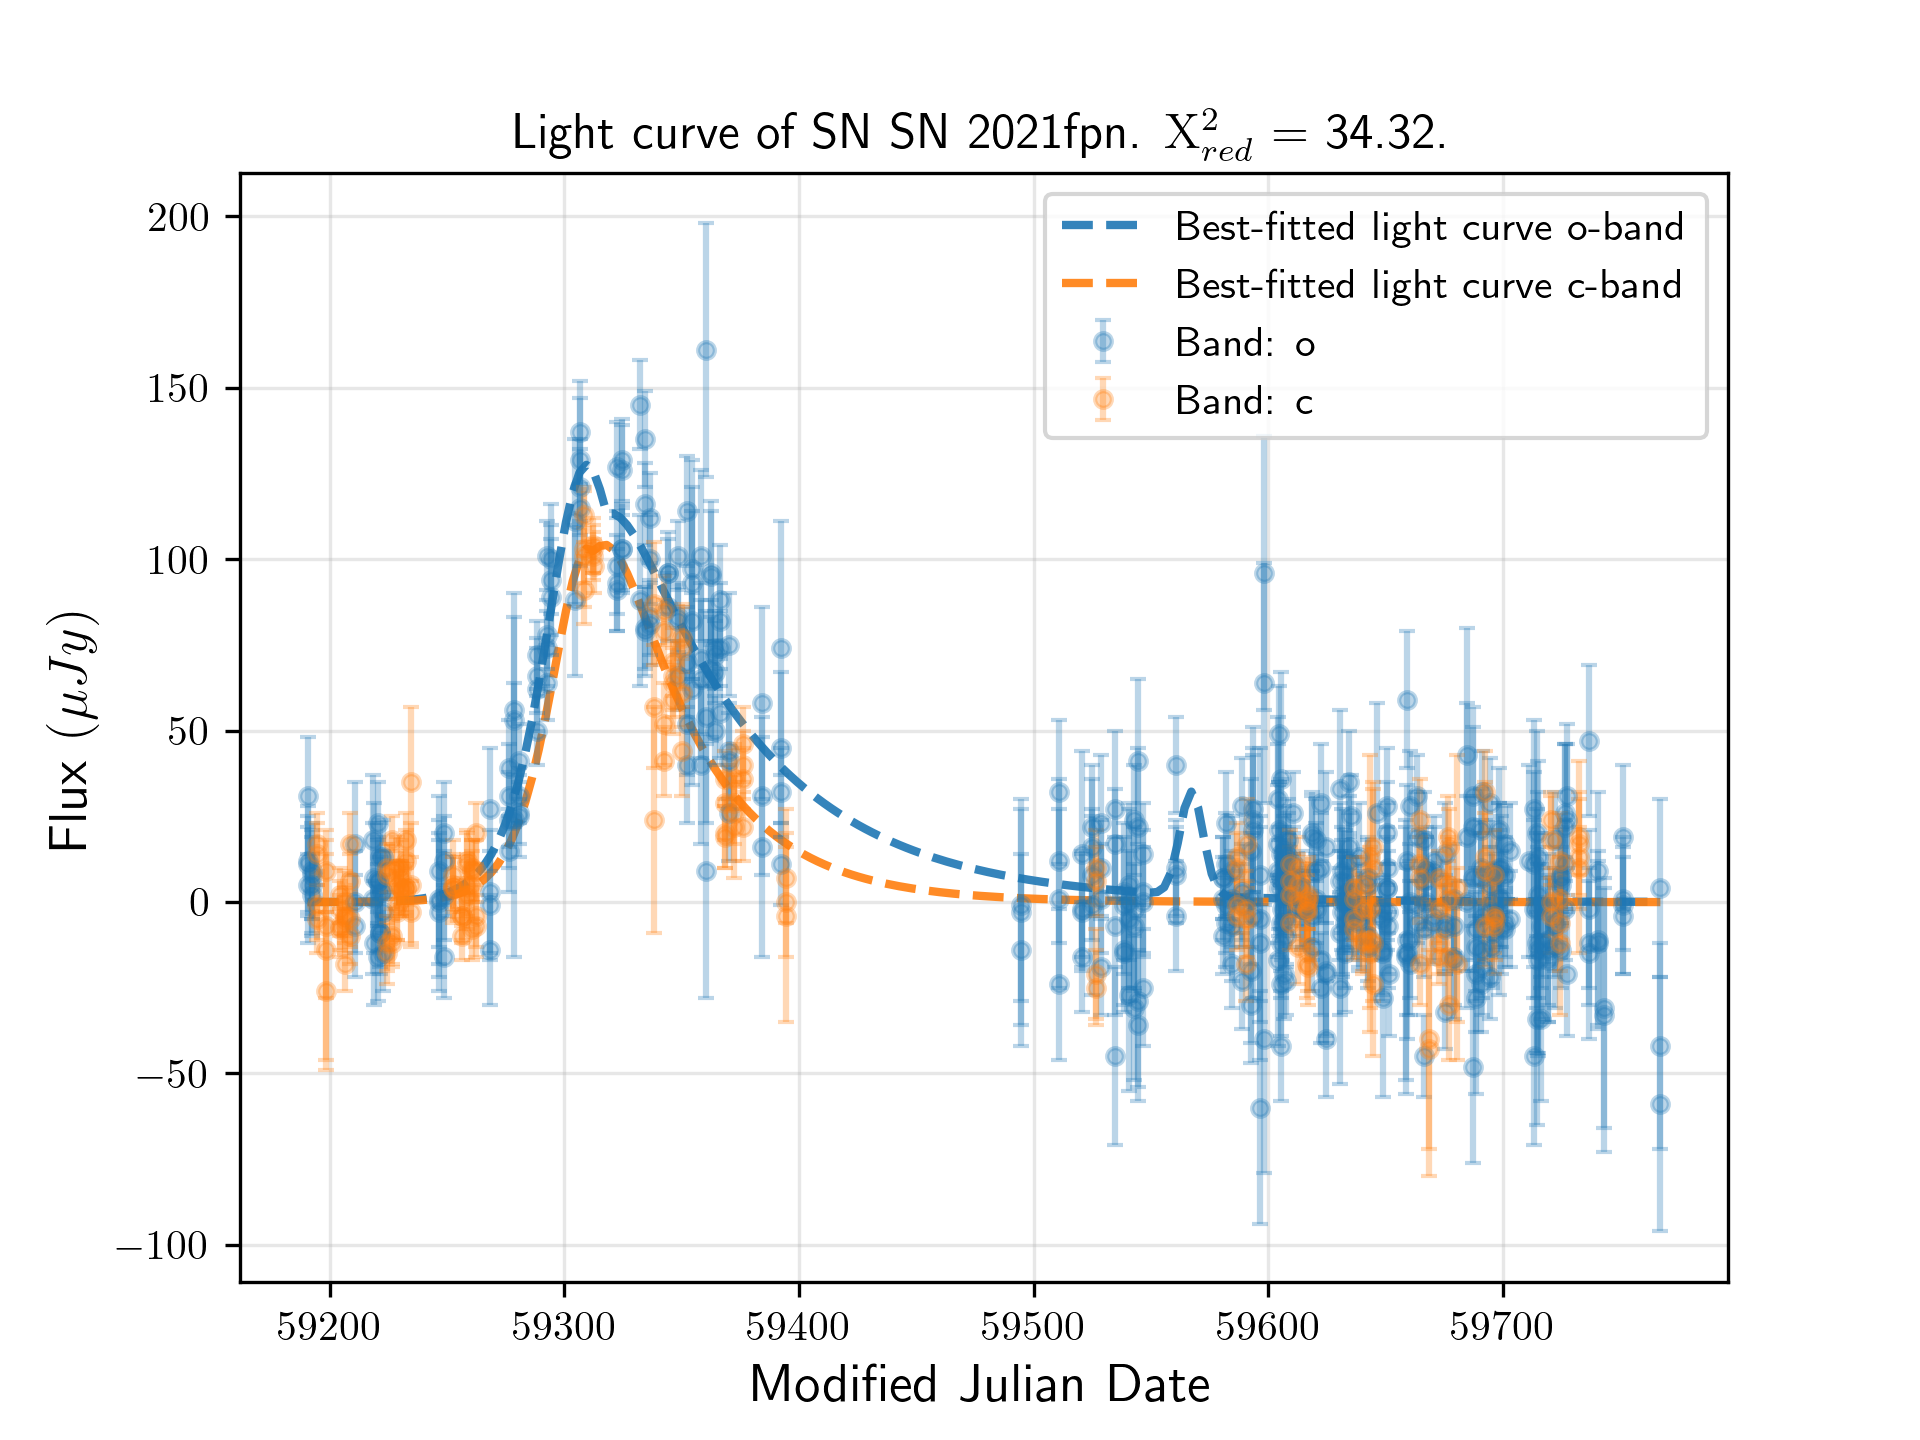 Light curve of SN SN 2021fpn. X²_red = 34.32.
200
150
100
50
0
−50
−100
Flux (μJy)
Best-fitted light curve o-band
Best-fitted light curve c-band
Band: o
Band: c
59200 59300 59400 59500 59600 59700
Modified Julian Date